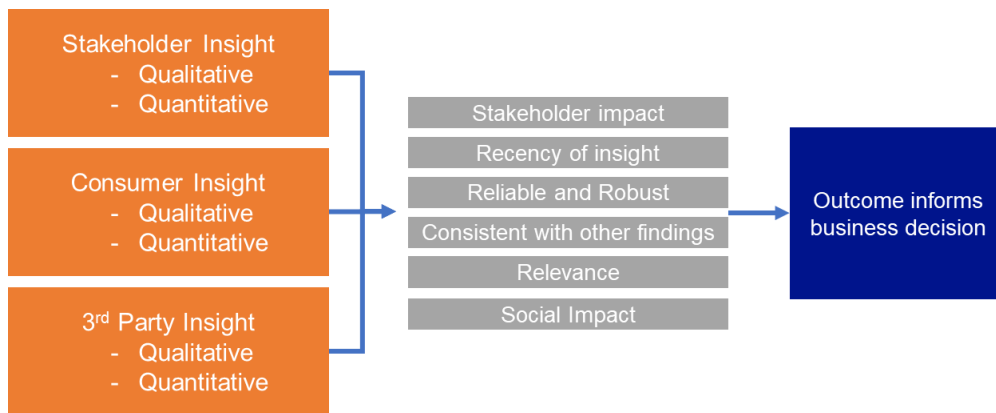 Stakeholder Insight
- Qualitative
- Quantitative
Consumer Insight
- Qualitative
- Quantitative
3rd Party Insight
- Qualitative
- Quantitative
Stakeholder impact
Recency of insight
Reliable and Robust
Consistent with other findings
Relevance
Social Impact
Outcome informs
business decision